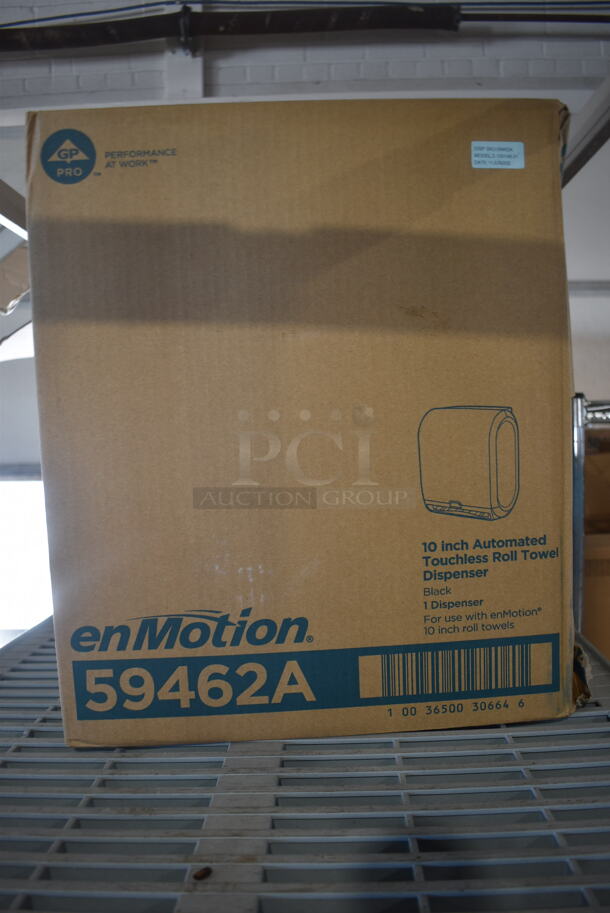 GP
PRO
PERFORMANCE
AT WORK™
PCI
AUCTION GROUP
10 inch Automated
Touchless Roll Towel
Dispenser
Black
1 Dispenser
For use with enMotion®
10 inch roll towels
enMotion®
59462A
1 00 36500 30664 6